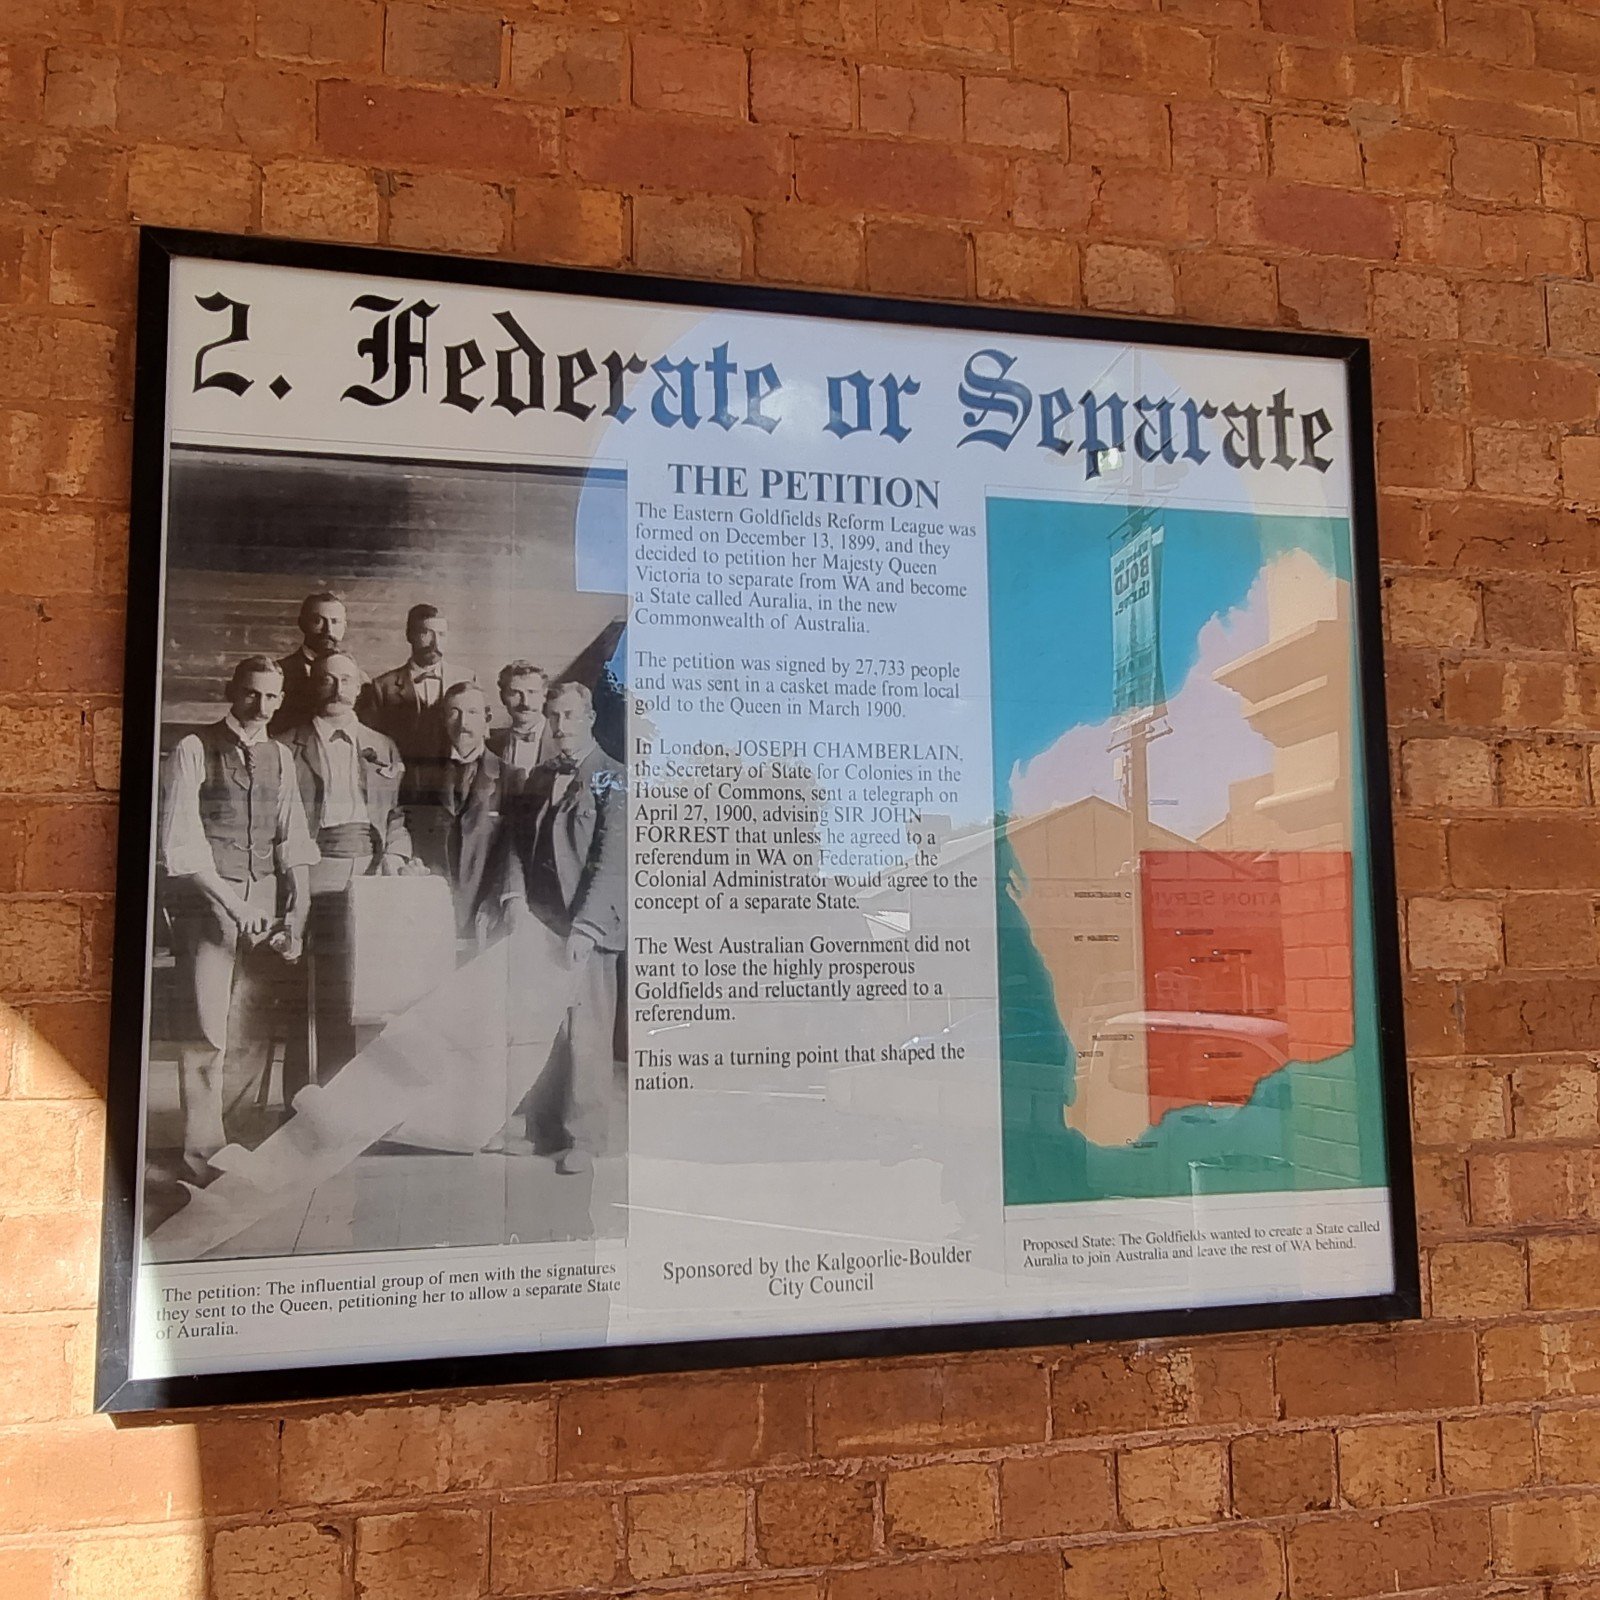 2. Federate or Separate
THE PETITION
The Eastern Goldfields Reform League was
formed on December 13, 1899, and they
decided to petition her Majesty Queen
Victoria to separate from WA and become
a State called Auralia, in the new
Commonwealth of Australia.
The petition was signed by 27,733 people
and was sent in a casket made from local
gold to the Queen in March 1900.
In London, JOSEPH CHAMBERLAIN,
the Secretary of State for Colonies in the
House of Commons, sent a telegraph on
April 27, 1900, advising SIR JOHN
FORREST that unless he agreed to a
referendum in WA on Federation, the
Colonial Administrator would agree to the
concept of a separate State.
The West Australian Government did not
want to lose the highly prosperous
Goldfields and reluctantly agreed to a
referendum.
This was a turning point that shaped the
nation.
Sponsored by the Kalgoorlie-Boulder
City Council
The petition: The influential group of men with the signatures
they sent to the Queen, petitioning her to allow a separate State
of Auralia.
Proposed State: The Goldfields wanted to create a State called
Auralia to join Australia and leave the rest of WA behind.
BOLD